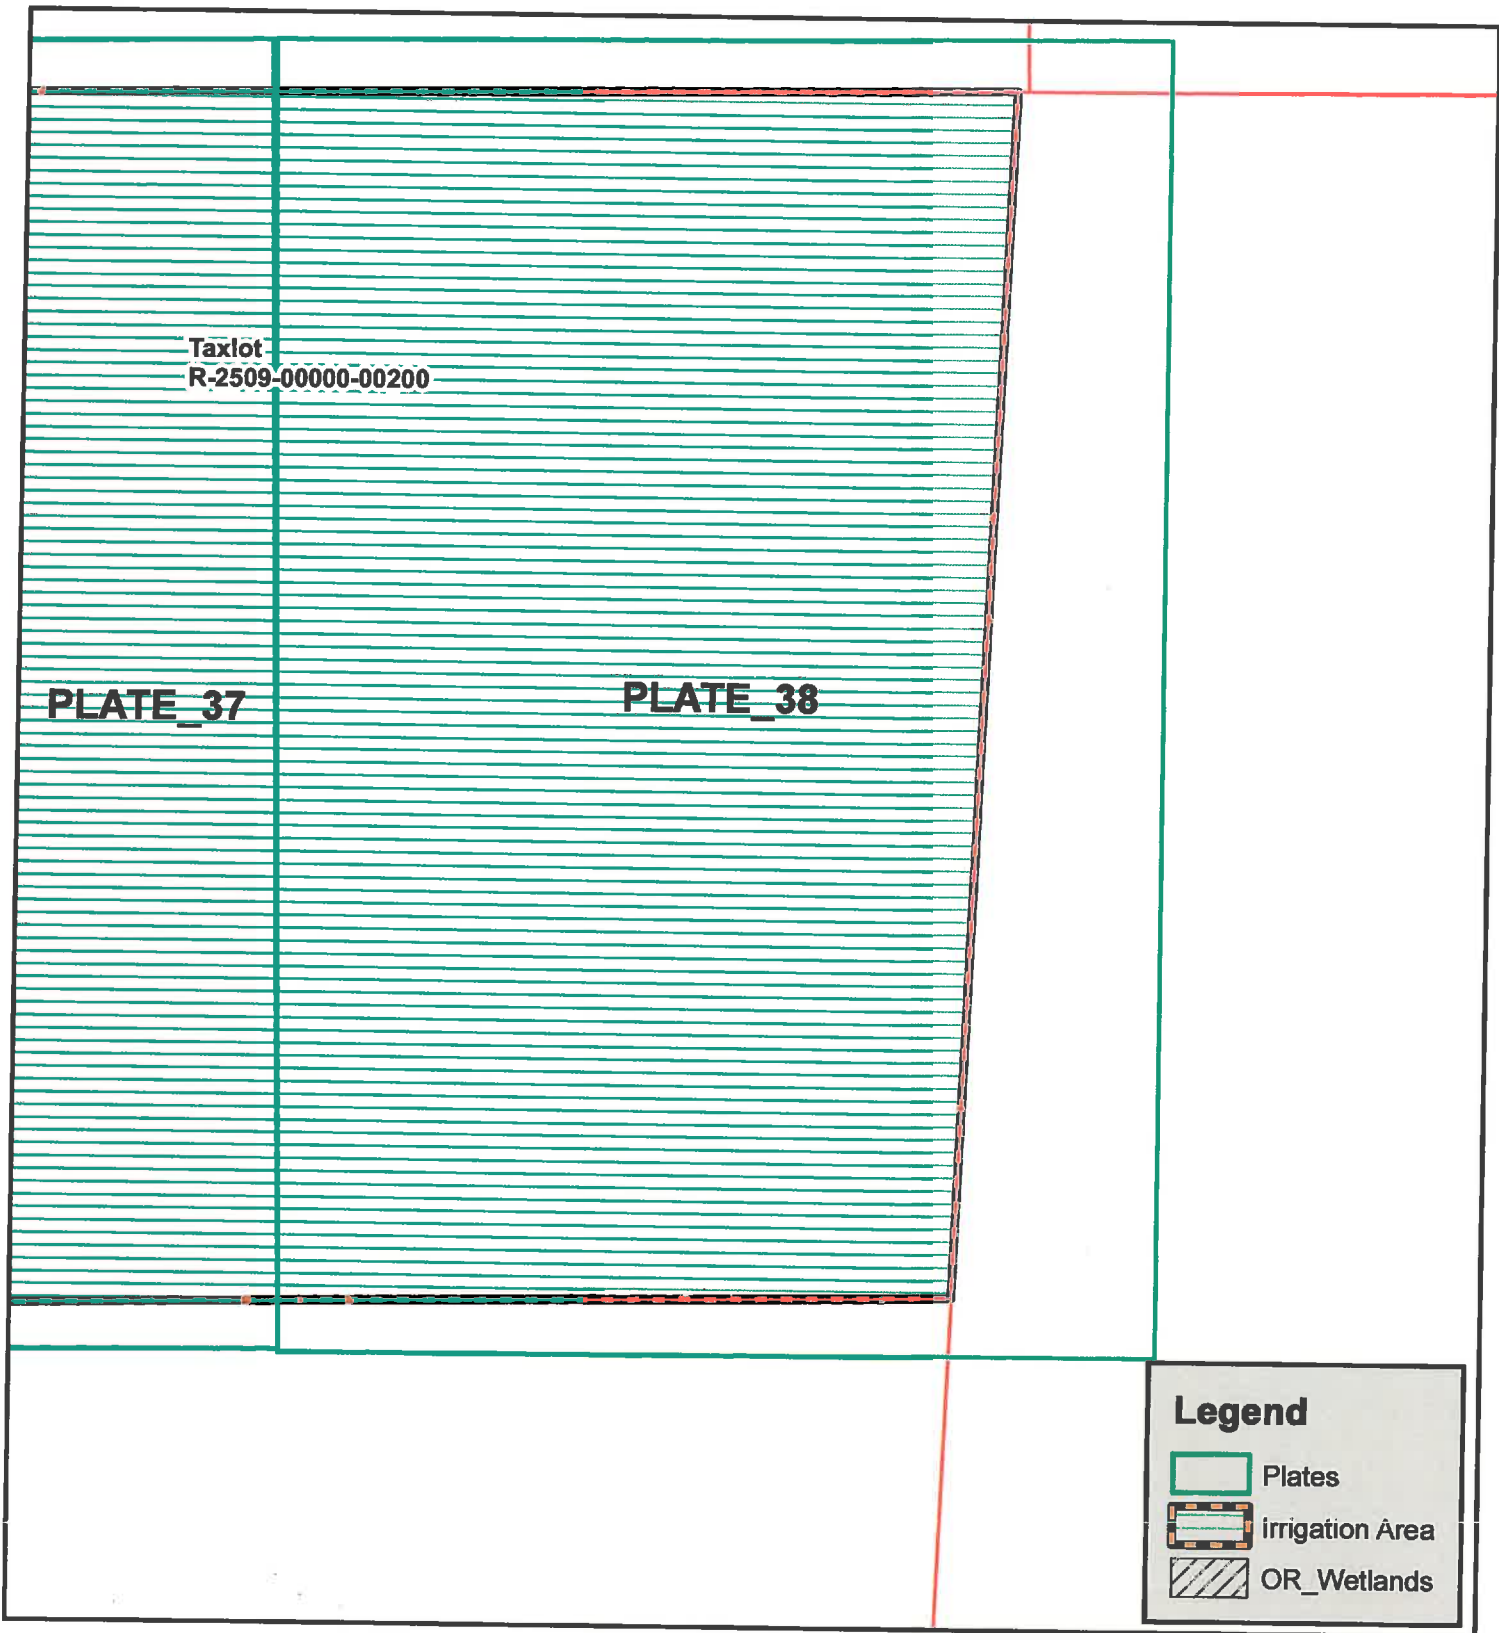 Taxlot
R-2509-00000-00200
PLATE_37
PLATE_38
Legend
Plates
Irrigation Area
OR_Wetlands